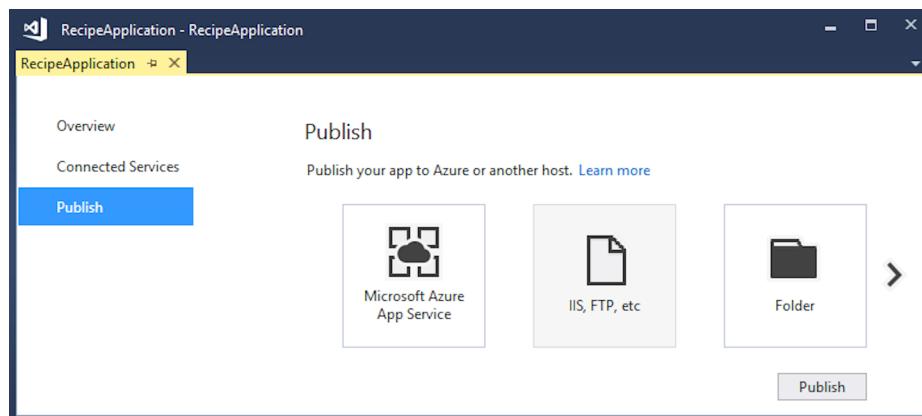 RecipeApplication - RecipeApplication
RecipeApplication
Overview
Connected Services
Publish
Publish
Publish your app to Azure or another host. Learn more
Microsoft Azure
App Service
IIS, FTP, etc
Folder
Publish